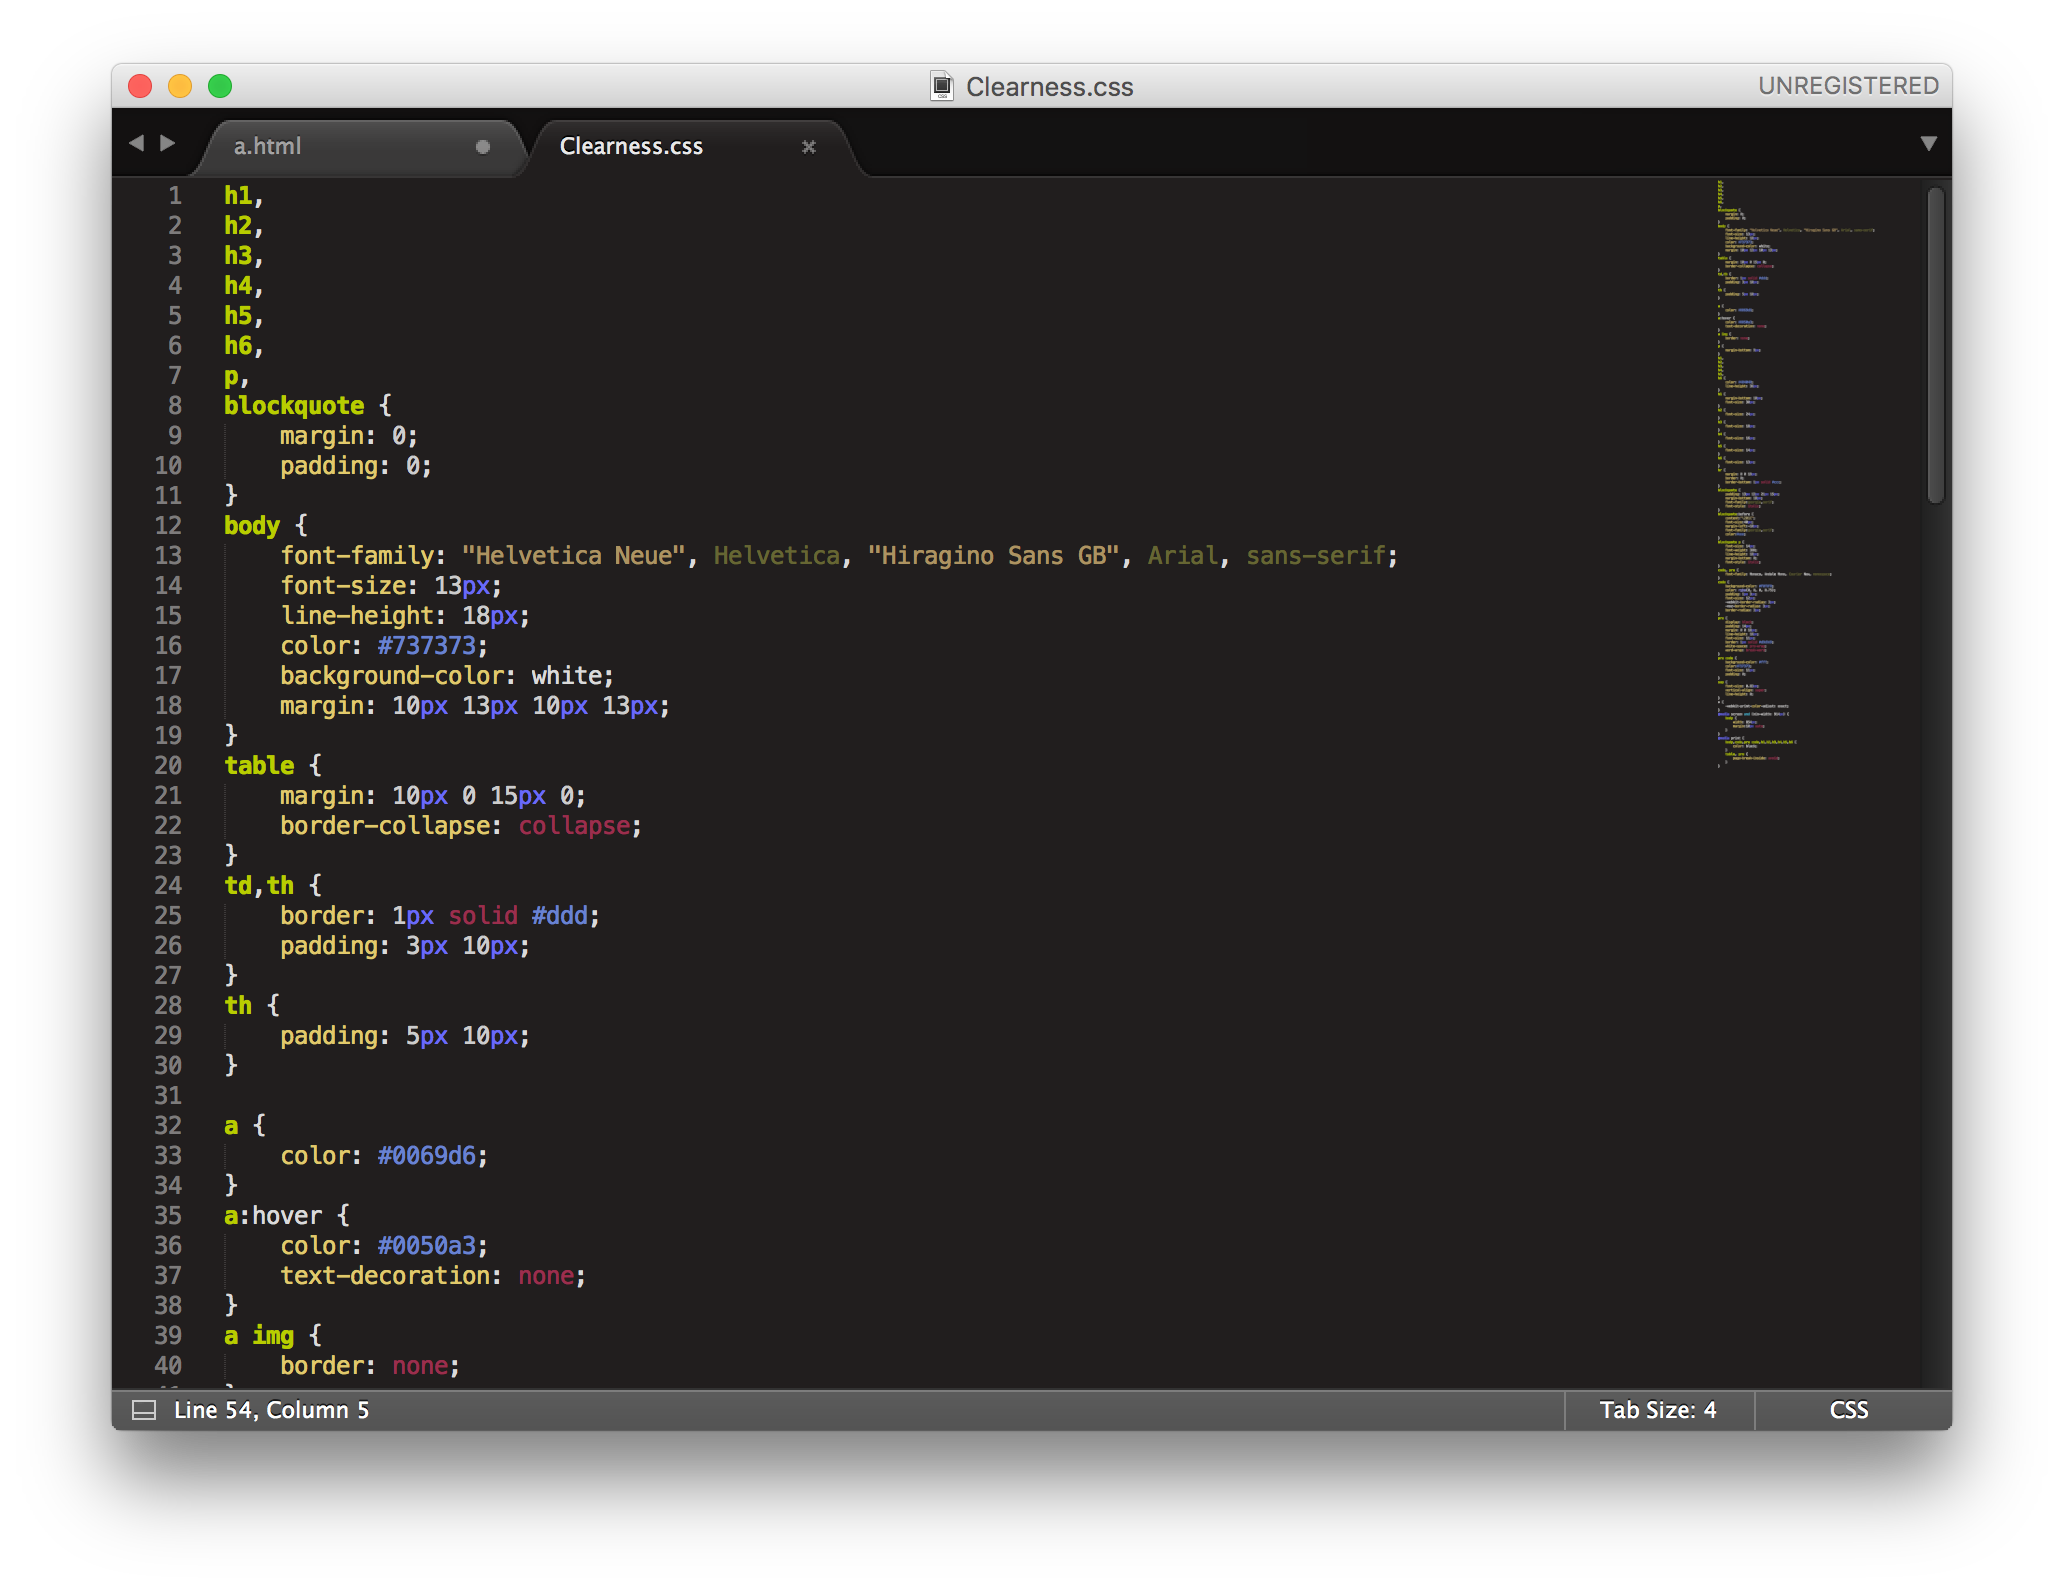 Clearness.css UNREGISTERED
a.html Clearness.css
1 h1,
2 h2,
3 h3,
4 h4,
5 h5,
6 h6,
7 p,
8 blockquote {
9     margin: 0;
10     padding: 0;
11 }
12 body {
13     font-family: "Helvetica Neue", Helvetica, "Hiragino Sans GB", Arial, sans-serif;
14     font-size: 13px;
15     line-height: 18px;
16     color: #737373;
17     background-color: white;
18     margin: 10px 13px 10px 13px;
19 }
20 table {
21     margin: 10px 0 15px 0;
22     border-collapse: collapse;
23 }
24 td,th {
25     border: 1px solid #ddd;
26     padding: 3px 10px;
27 }
28 th {
29     padding: 5px 10px;
30 }
31
32 a {
33     color: #0069d6;
34 }
35 a:hover {
36     color: #0050a3;
37     text-decoration: none;
38 }
39 a img {
40     border: none;
Line 54, Column 5 Tab Size: 4 CSS